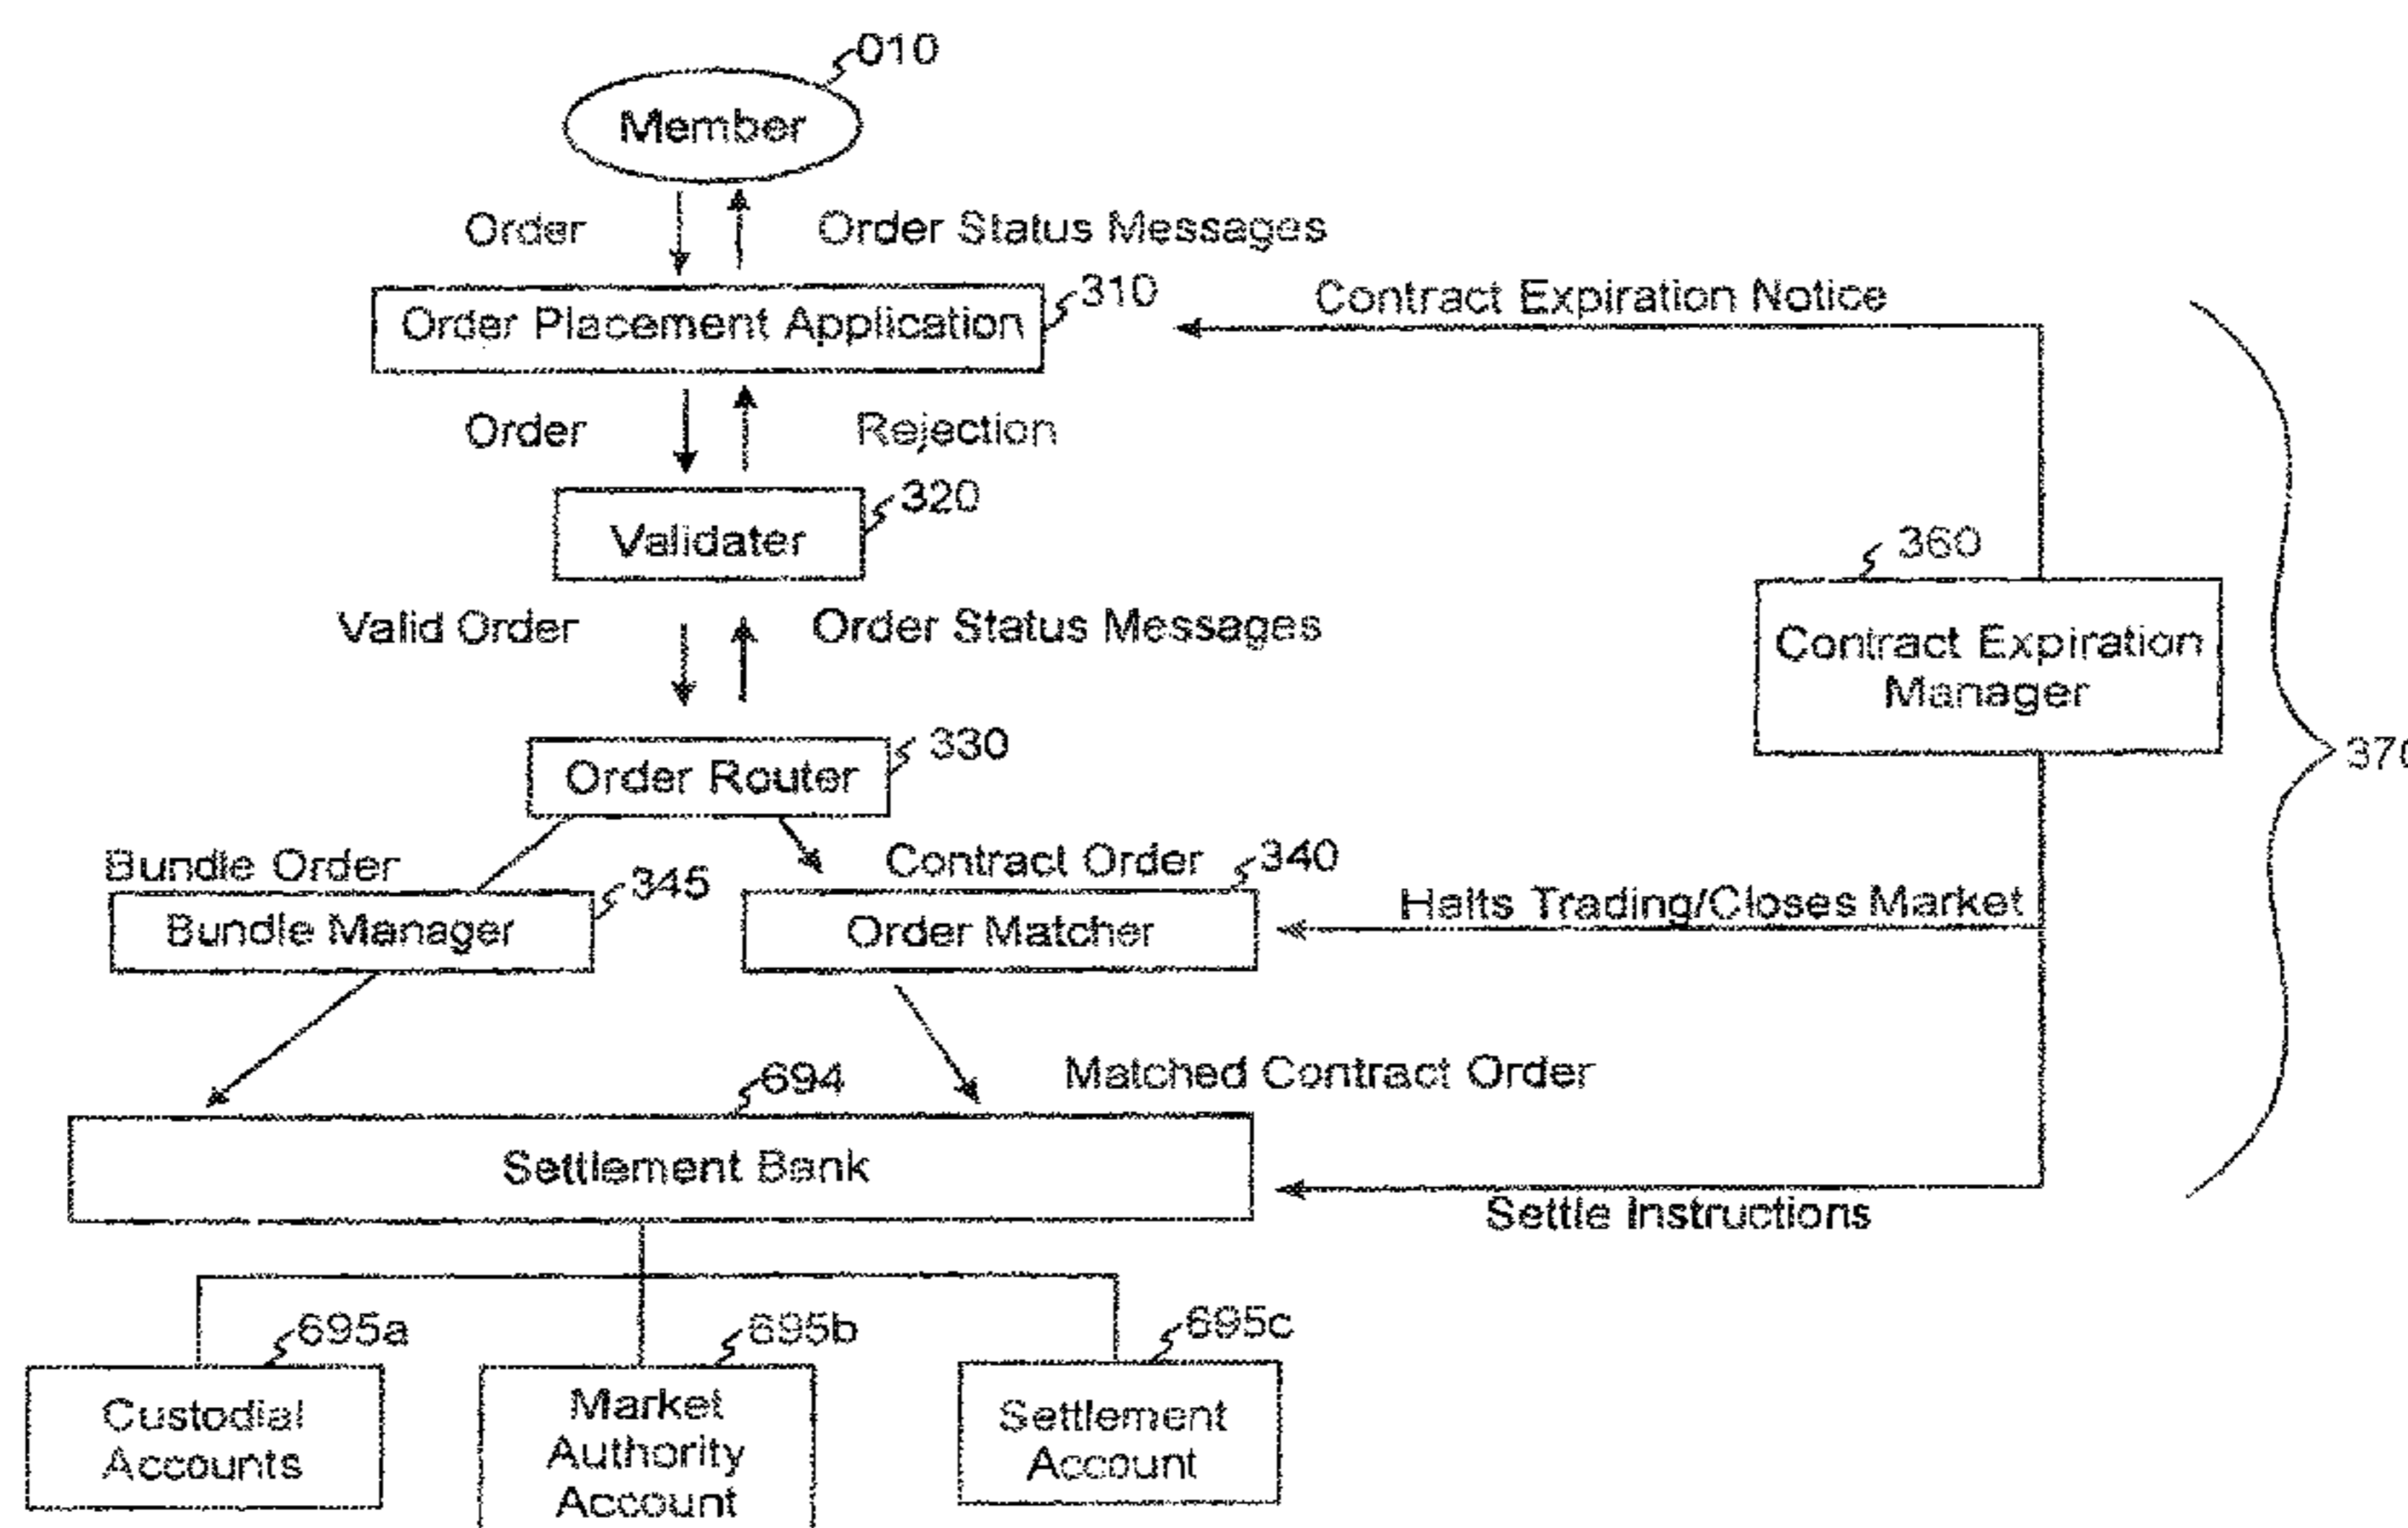 010
Member
Order
Order Status Messages
310
Order Placement Application
Contract Expiration Notice
Order
Rejection
320
Validater
360
Contract Expiration
Manager
Valid Order
Order Status Messages
370
330
Order Router
Bundle Order
345
Contract Order
340
Bundle Manager
Order Matcher
Halts Trading/Closes Market
694
Matched Contract Order
Settlement Bank
Settle Instructions
695a
695b
695c
Custodial
Accounts
Market
Authority
Account
Settlement
Account